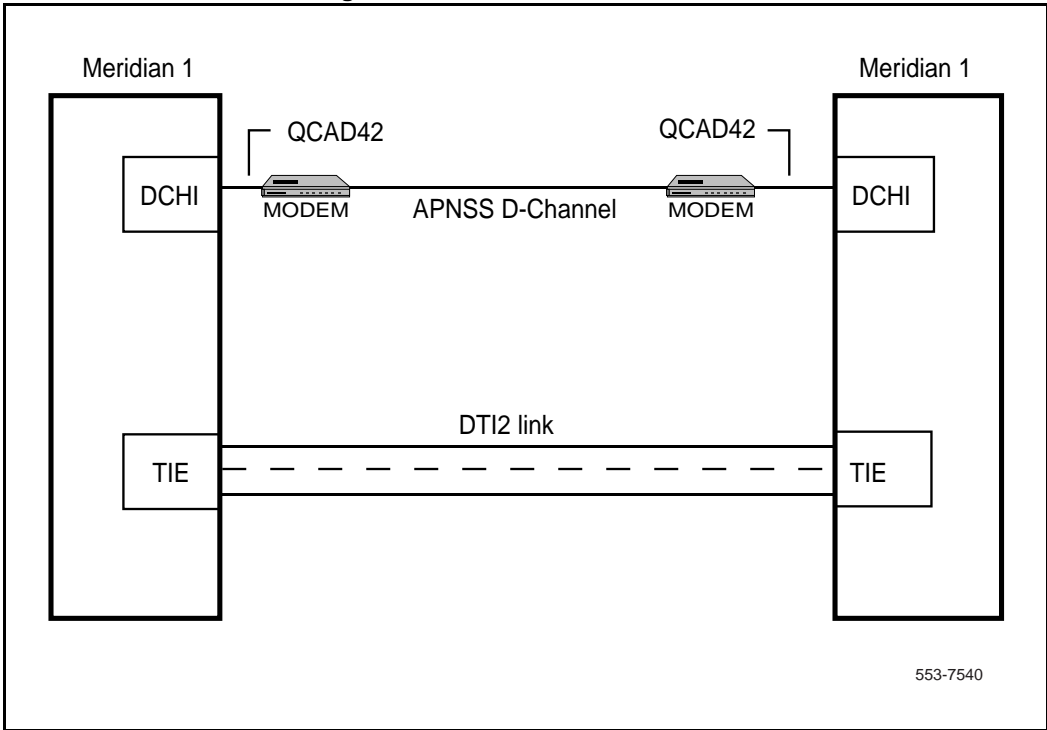 Meridian 1
Meridian 1
QCAD42
QCAD42
DCHI
MODEM
APNSS D-Channel
MODEM
DCHI
DTI2 link
TIE
TIE
553-7540